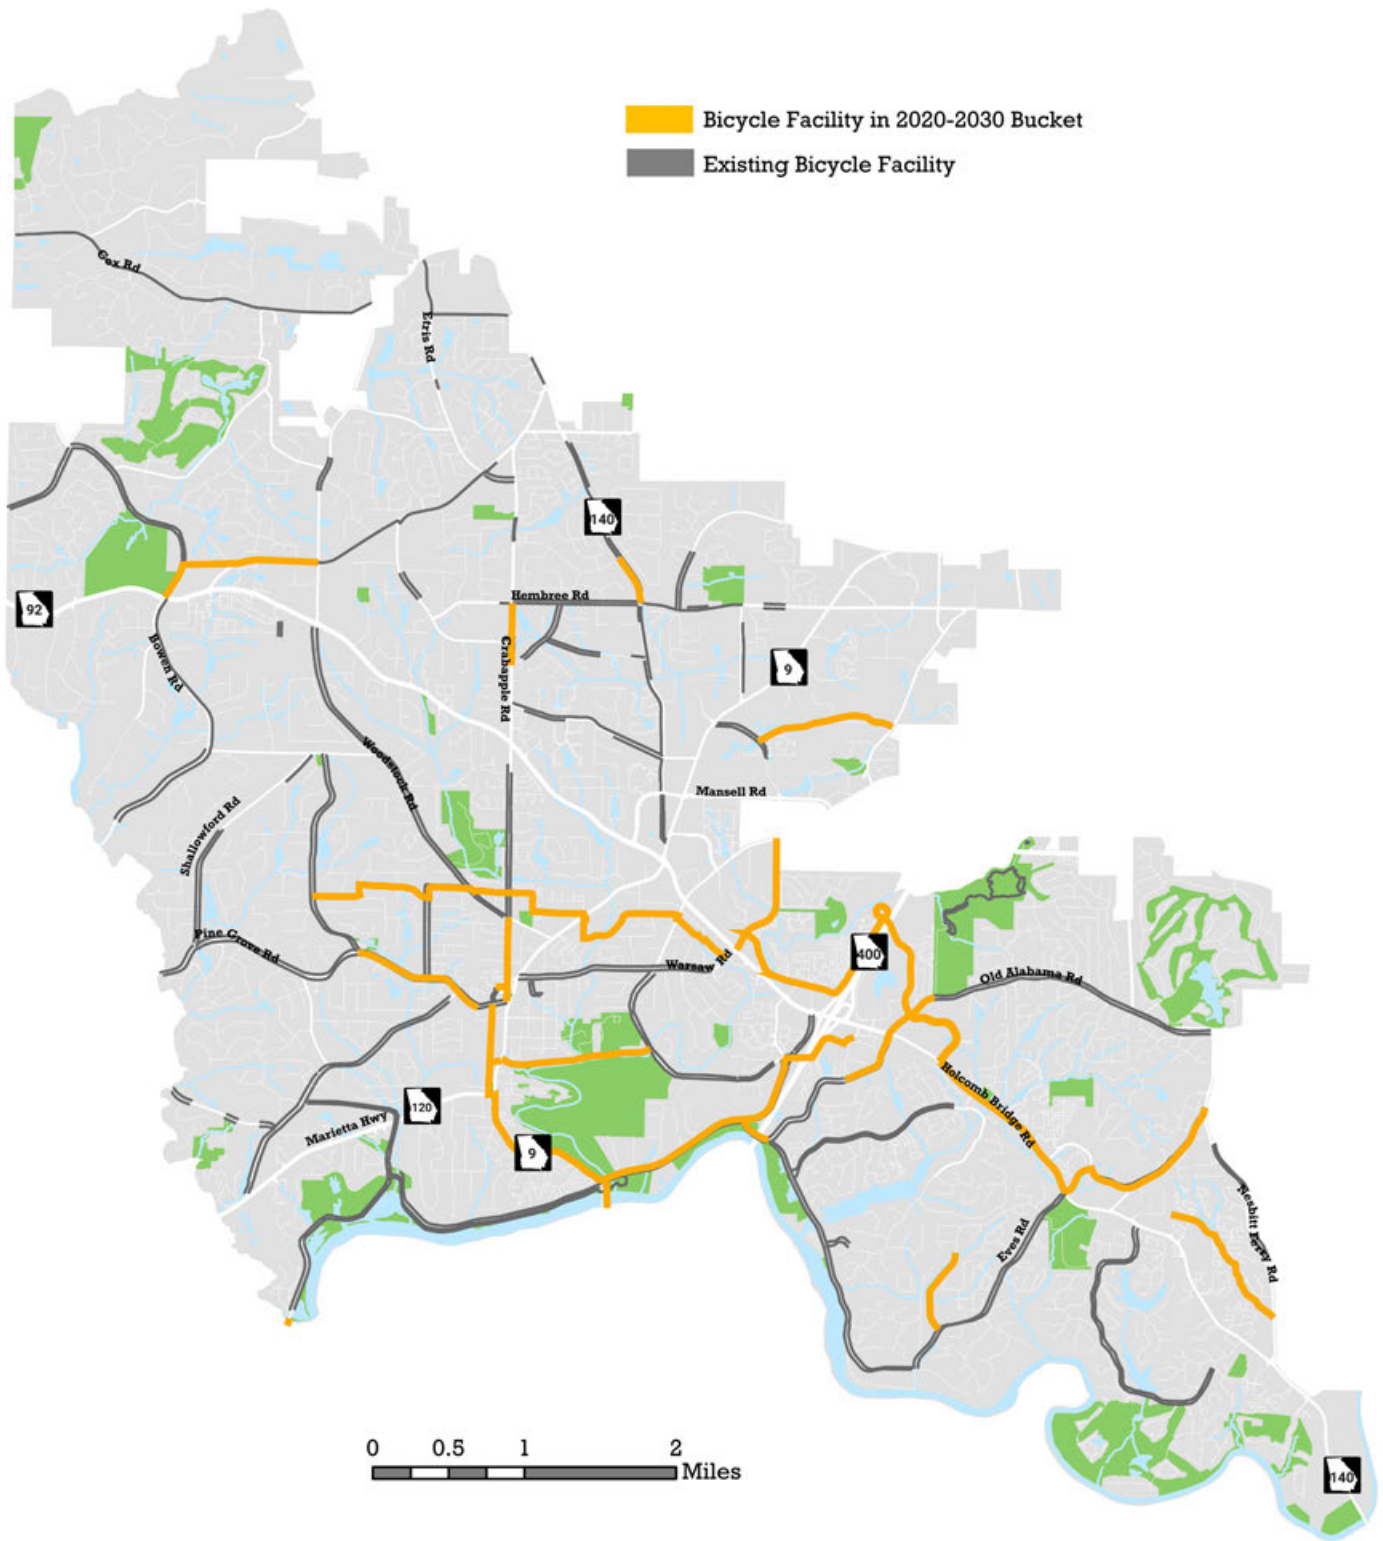 Bicycle Facility in 2020-2030 Bucket
Existing Bicycle Facility
Cox Rd
Etris Rd
140
Hembree Rd
92
Bowen Rd
Crabapple Rd
9
Woodstock Rd
Mansell Rd
Shallowford Rd
Pine Grove Rd
Warsaw Rd
400
Old Alabama Rd
Holcomb Bridge Rd
120
Marietta Hwy
9
Eves Rd
Nesbitt Ferry Rd
0 0.5 1 2
Miles
140